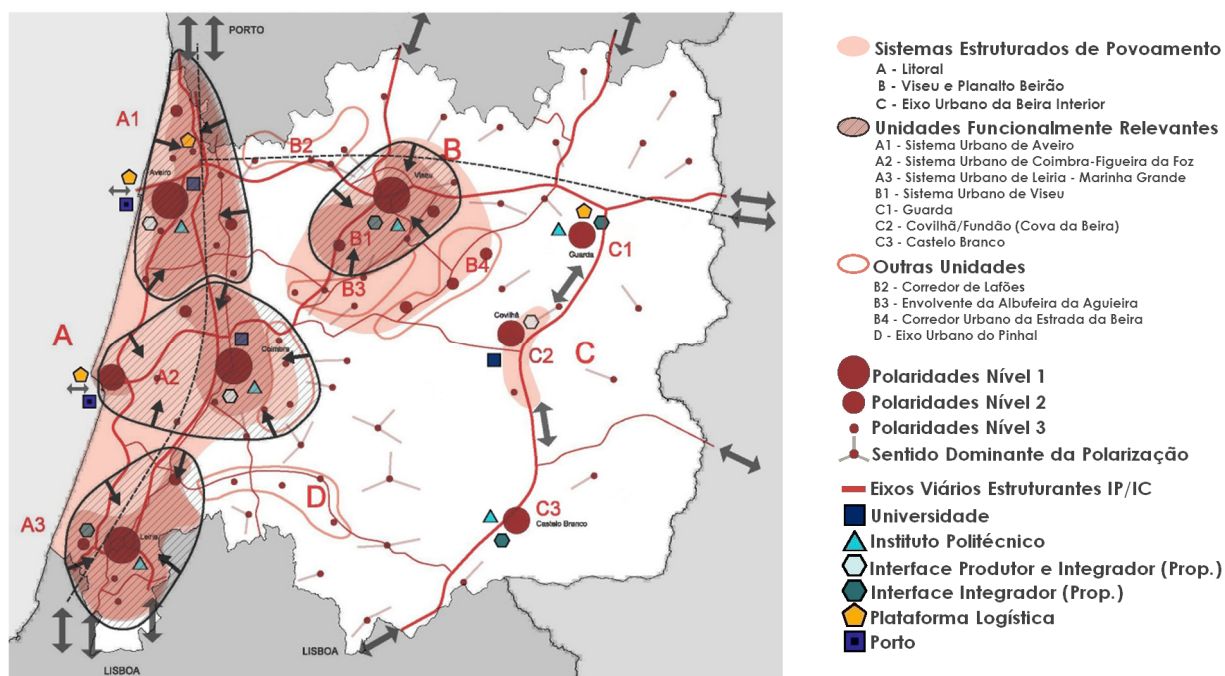 PORTO
A1
B2
B
Aveiro
Viseu
B1
C1
Guarda
B4
B3
A
Covilhã
C2
C
Coimbra
A2
D
C3
Castelo Branco
A3
Leiria
LISBOA
LISBOA
Sistemas Estruturados de Povoamento
A - Litoral
B - Viseu e Planalto Beirão
C - Eixo Urbano da Beira Interior
Unidades Funcionalmente Relevantes
A1 - Sistema Urbano de Aveiro
A2 - Sistema Urbano de Coimbra-Figueira da Foz
A3 - Sistema Urbano de Leiria - Marinha Grande
B1 - Sistema Urbano de Viseu
C1 - Guarda
C2 - Covilhã/Fundão (Cova da Beira)
C3 - Castelo Branco
Outras Unidades
B2 - Corredor de Lafões
B3 - Envolvente da Albufeira da Agueira
B4 - Corredor Urbano da Estrada da Beira
D - Eixo Urbano do Pinhal
Polaridades Nível 1
Polaridades Nível 2
Polaridades Nível 3
Sentido Dominante da Polarização
Eixos Viários Estruturantes IP/IC
Universidade
Instituto Politécnico
Interface Produtor e Integrador (Prop.)
Interface Integrador (Prop.)
Plataforma Logística
Porto